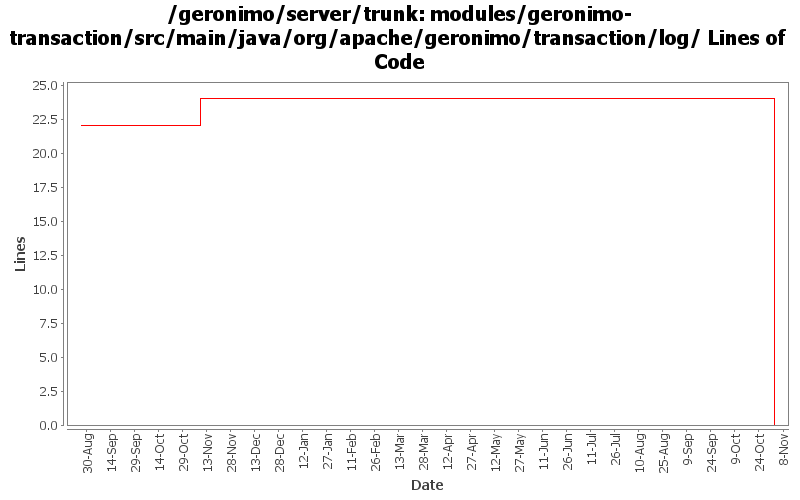 /geronimo/server/trunk: modules/geronimo-
transaction/src/main/java/org/apache/geronimo/transaction/log/ Lines of
Code
Lines
25.0
22.5
20.0
17.5
15.0
12.5
10.0
7.5
5.0
2.5
0.0
30-Aug
14-Sep
29-Sep
14-Oct
29-Oct
13-Nov
28-Nov
13-Dec
28-Dec
12-Jan
27-Jan
11-Feb
26-Feb
13-Mar
28-Mar
12-Apr
27-Apr
12-May
27-May
11-Jun
26-Jun
11-Jul
26-Jul
10-Aug
25-Aug
9-Sep
24-Sep
9-Oct
24-Oct
8-Nov
Date